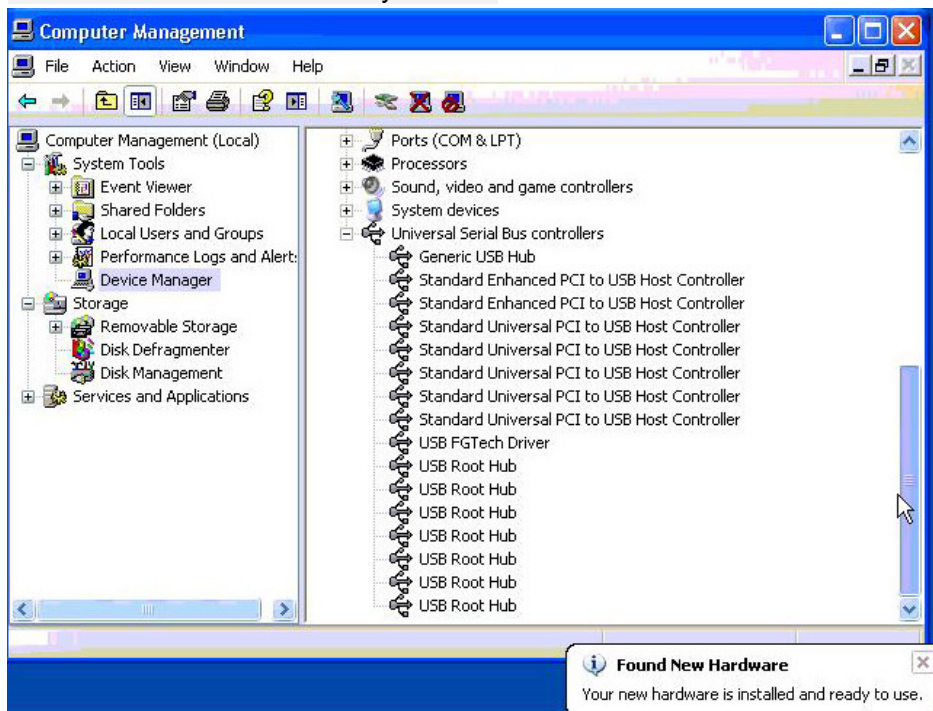 Computer Management
File Action View Window Help
Computer Management (Local)
System Tools
Event Viewer
Shared Folders
Local Users and Groups
Performance Logs and Alert:
Device Manager
Storage
Removable Storage
Disk Defragmenter
Disk Management
Services and Applications
Ports (COM & LPT)
Processors
Sound, video and game controllers
System devices
Universal Serial Bus controllers
Generic USB Hub
Standard Enhanced PCI to USB Host Controller
Standard Enhanced PCI to USB Host Controller
Standard Universal PCI to USB Host Controller
Standard Universal PCI to USB Host Controller
Standard Universal PCI to USB Host Controller
Standard Universal PCI to USB Host Controller
Standard Universal PCI to USB Host Controller
USB FGTech Driver
USB Root Hub
USB Root Hub
USB Root Hub
USB Root Hub
USB Root Hub
USB Root Hub
USB Root Hub
Found New Hardware
Your new hardware is installed and ready to use.